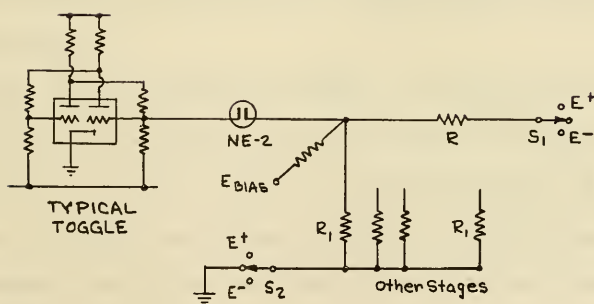 NE-2
R
S1
E+
E-
E BIAS
TYPICAL
TOGGLE
R1
R1
E+
E-
S2
Other Stages